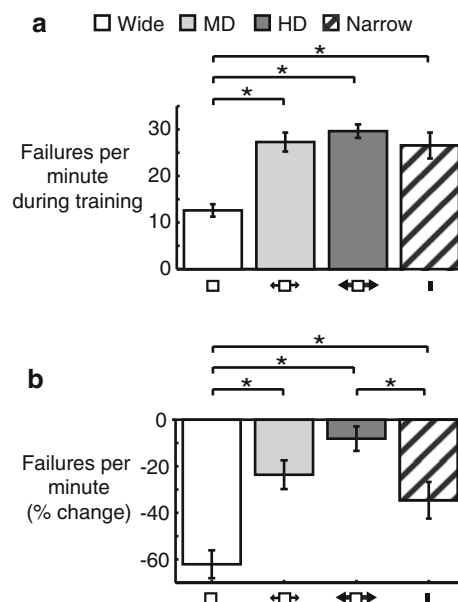 a Wide MD HD Narrow
*
*
*
Failures per
minute
during training
30
20
10
0
b
*
*
* *
Failures per
minute
(% change)
0
-20
-40
-60